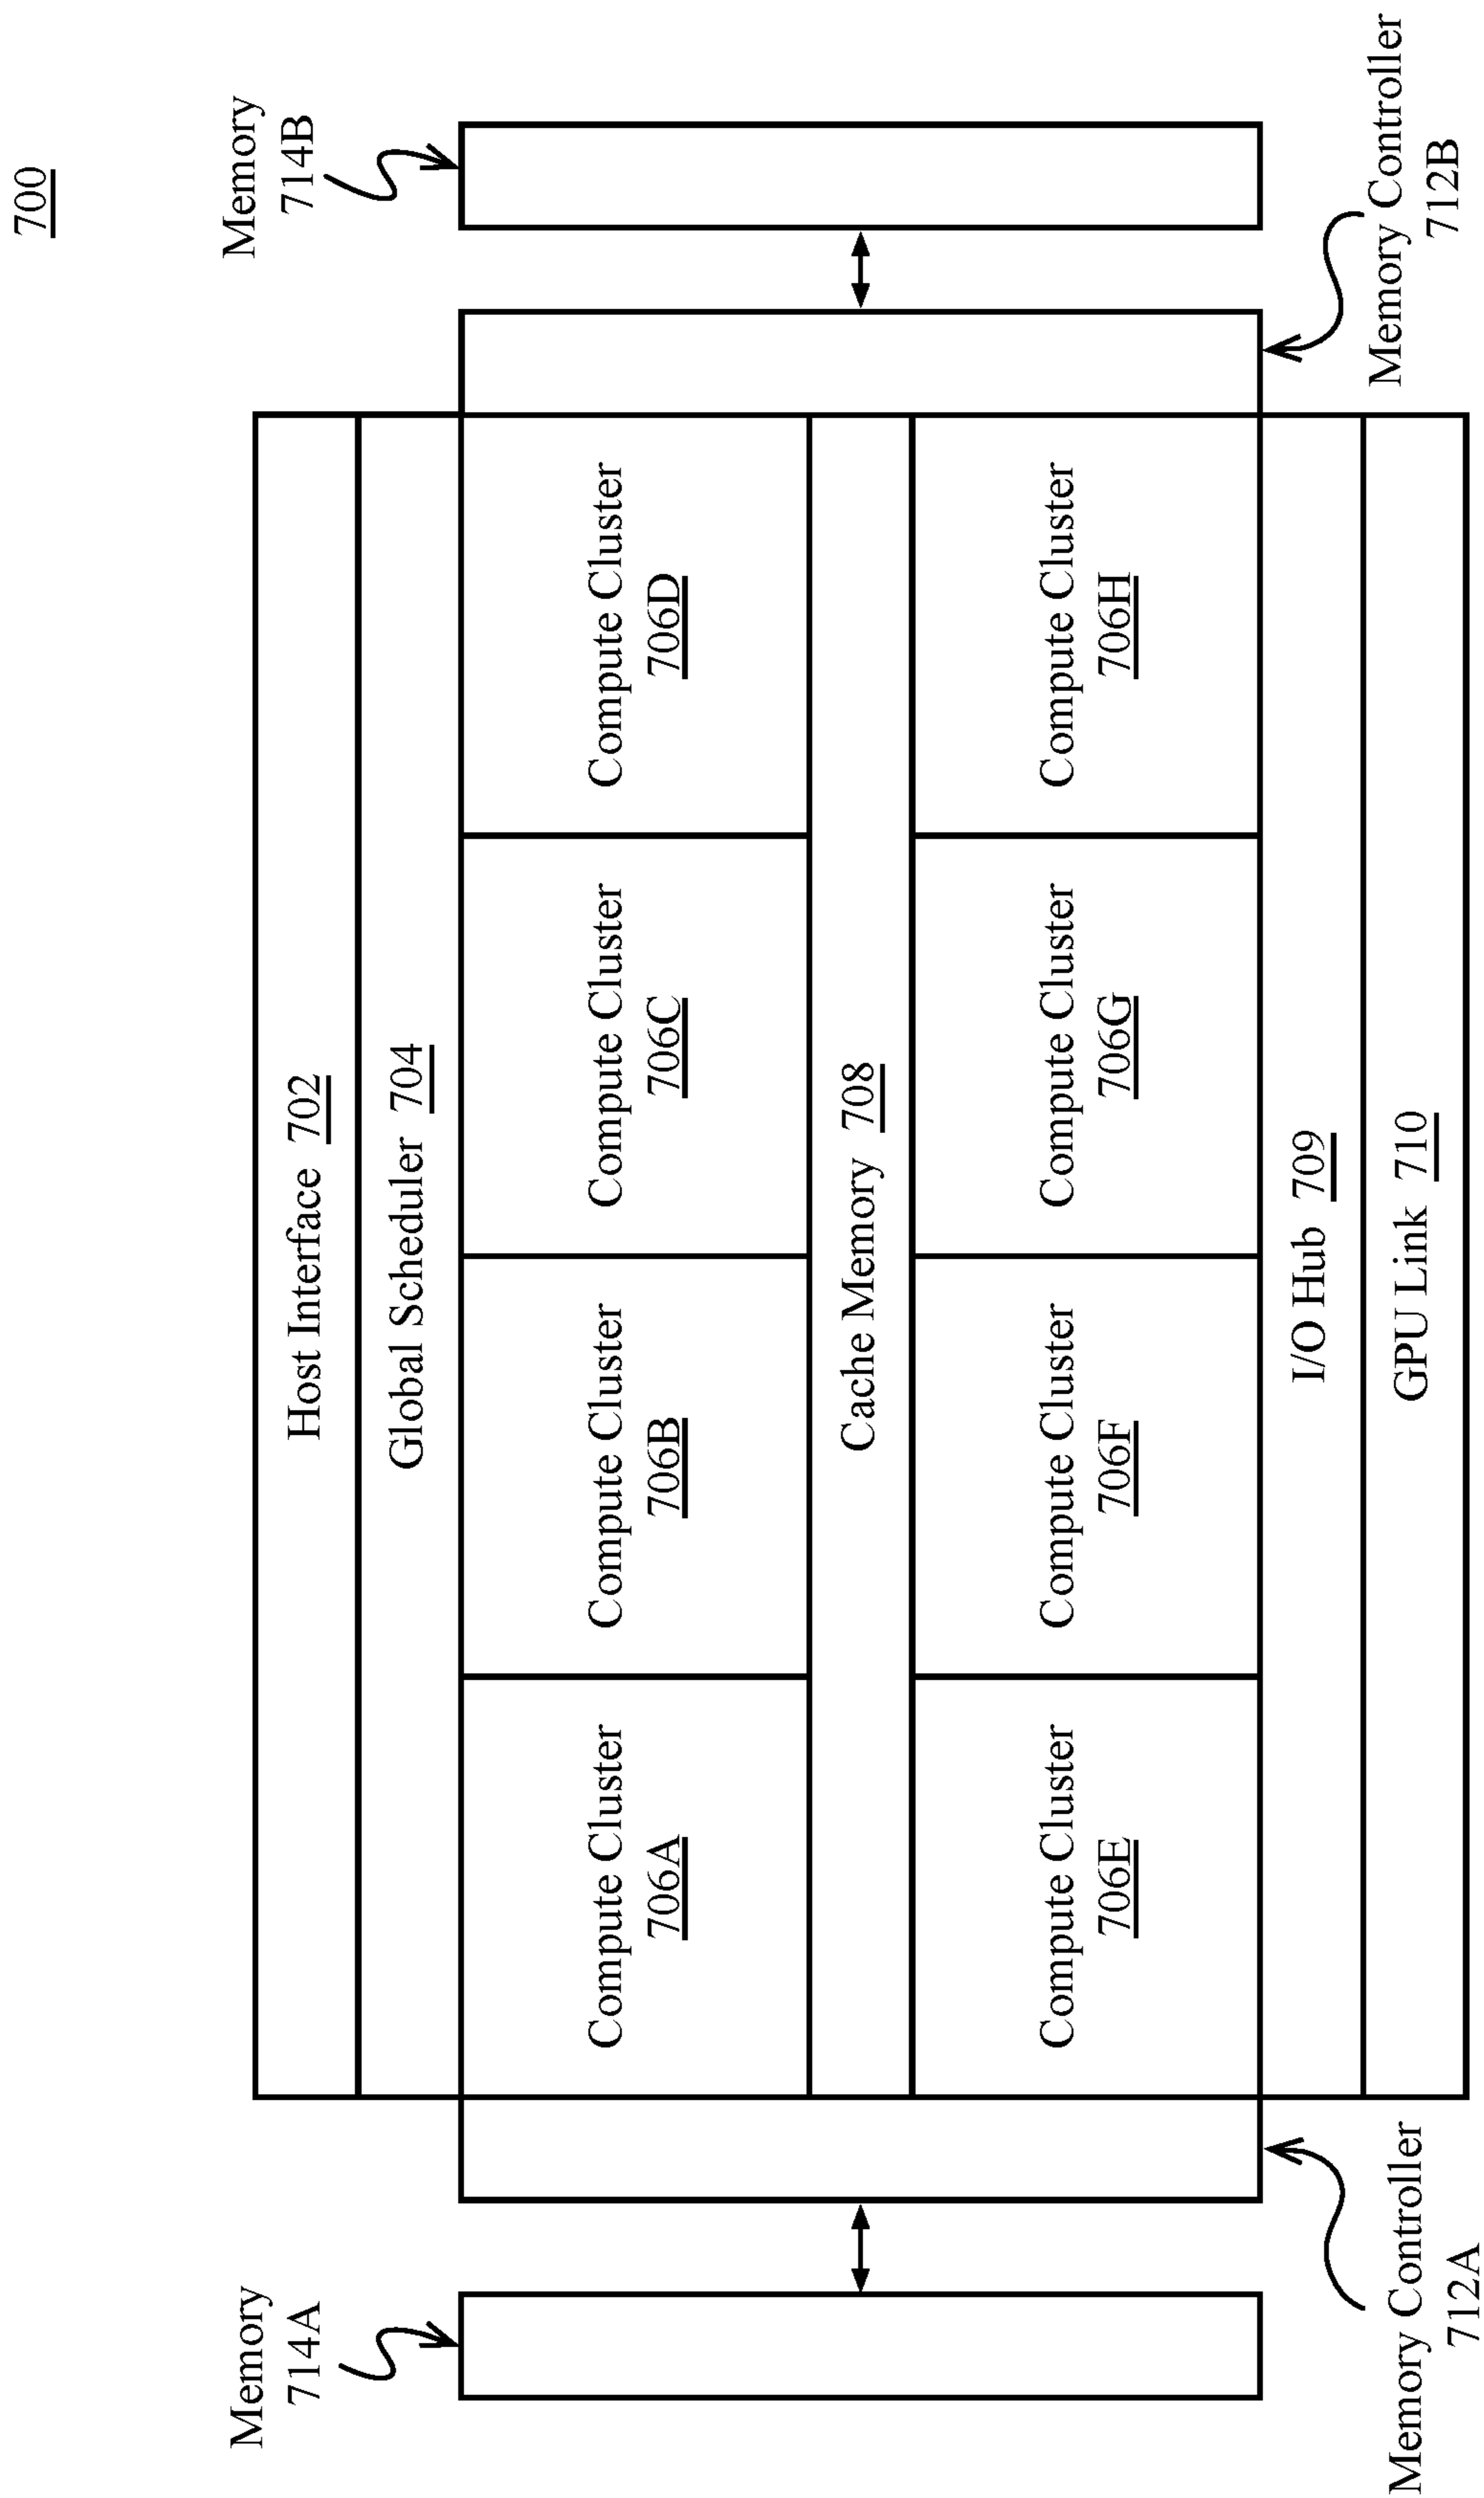 700
Memory
714A
Memory
714B
Host Interface 702
Global Scheduler 704
Compute Cluster
706A
Compute Cluster
706B
Compute Cluster
706C
Compute Cluster
706D
Cache Memory 708
Compute Cluster
706E
Compute Cluster
706F
Compute Cluster
706G
Compute Cluster
706H
I/O Hub 709
GPU Link 710
Memory Controller
712A
Memory Controller
712B